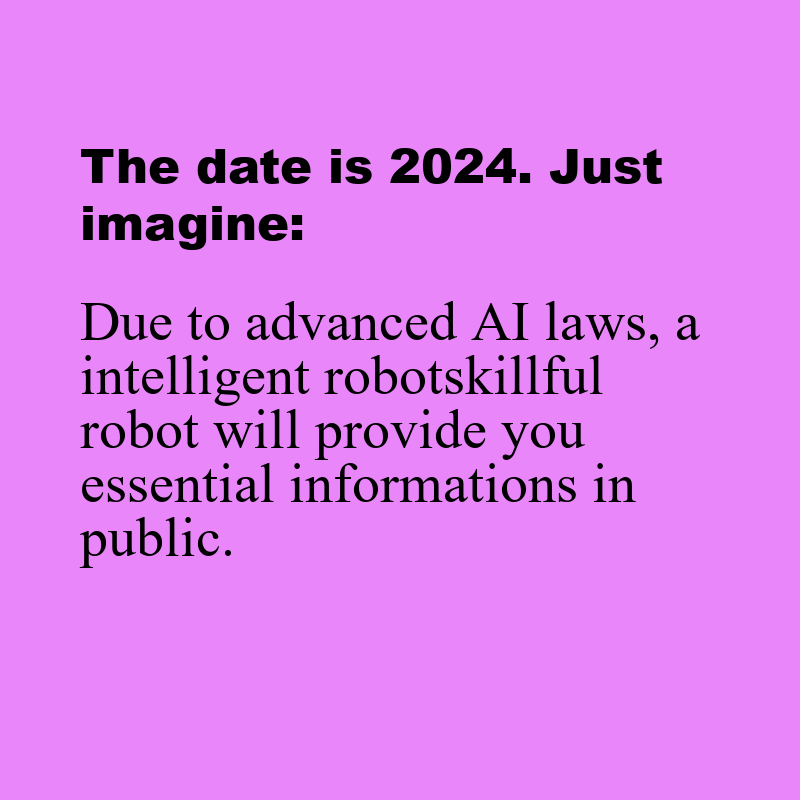 The date is 2024. Just
imagine:
Due to advanced AI laws, a
intelligent robotskillful
robot will provide you
essential informations in
public.